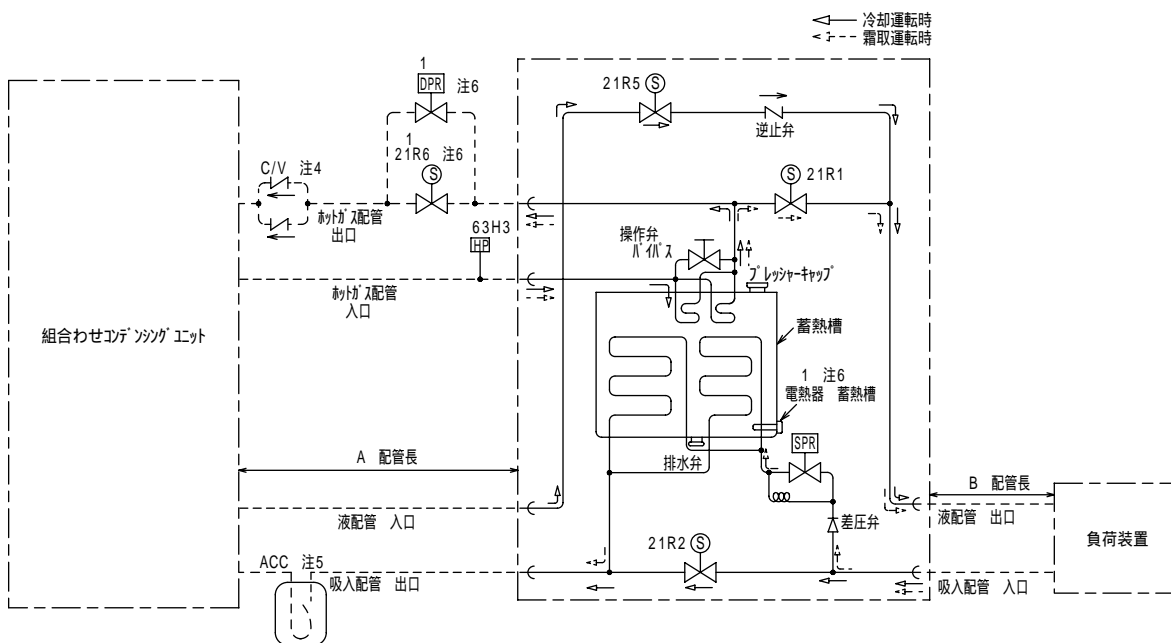 冷却運転時
霜取運転時
1
DPR 注6
1
21R6 注6
S
C/V 注4
ﾎｯﾄｶﾞｽ配管
出口
63H3
HP
ﾎｯﾄｶﾞｽ配管
入口
組合わせｺﾝﾃﾞﾝｼﾝｸﾞユニット
21R5 S
逆止弁
S 21R1
操作弁
バイパス
プレッシャーキャップ
蓄熱槽
1 注6
電熱器 蓄熱槽
SPR
排水弁
A 配管長
B 配管長
液配管 入口
液配管 出口
差圧弁
負荷装置
21R2 S
ACC 注5
吸入配管 出口
吸入配管 入口